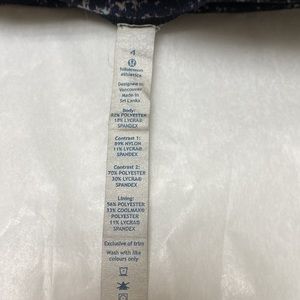 4
lululemon
athletica
Designed in
Vancouver
Made in
Sri Lanka
Body:
82% POLYESTER
18% LYCRA®
SPANDEX
Contrast 1:
89% NYLON
11% LYCRA®
SPANDEX
Contrast 2:
70% POLYESTER
30% LYCRA®
SPANDEX
Lining:
56% POLYESTER
33% COOLMAX®
POLYESTER
11% LYCRA®
SPANDEX
Exclusive of trim
Wash with like
colours only